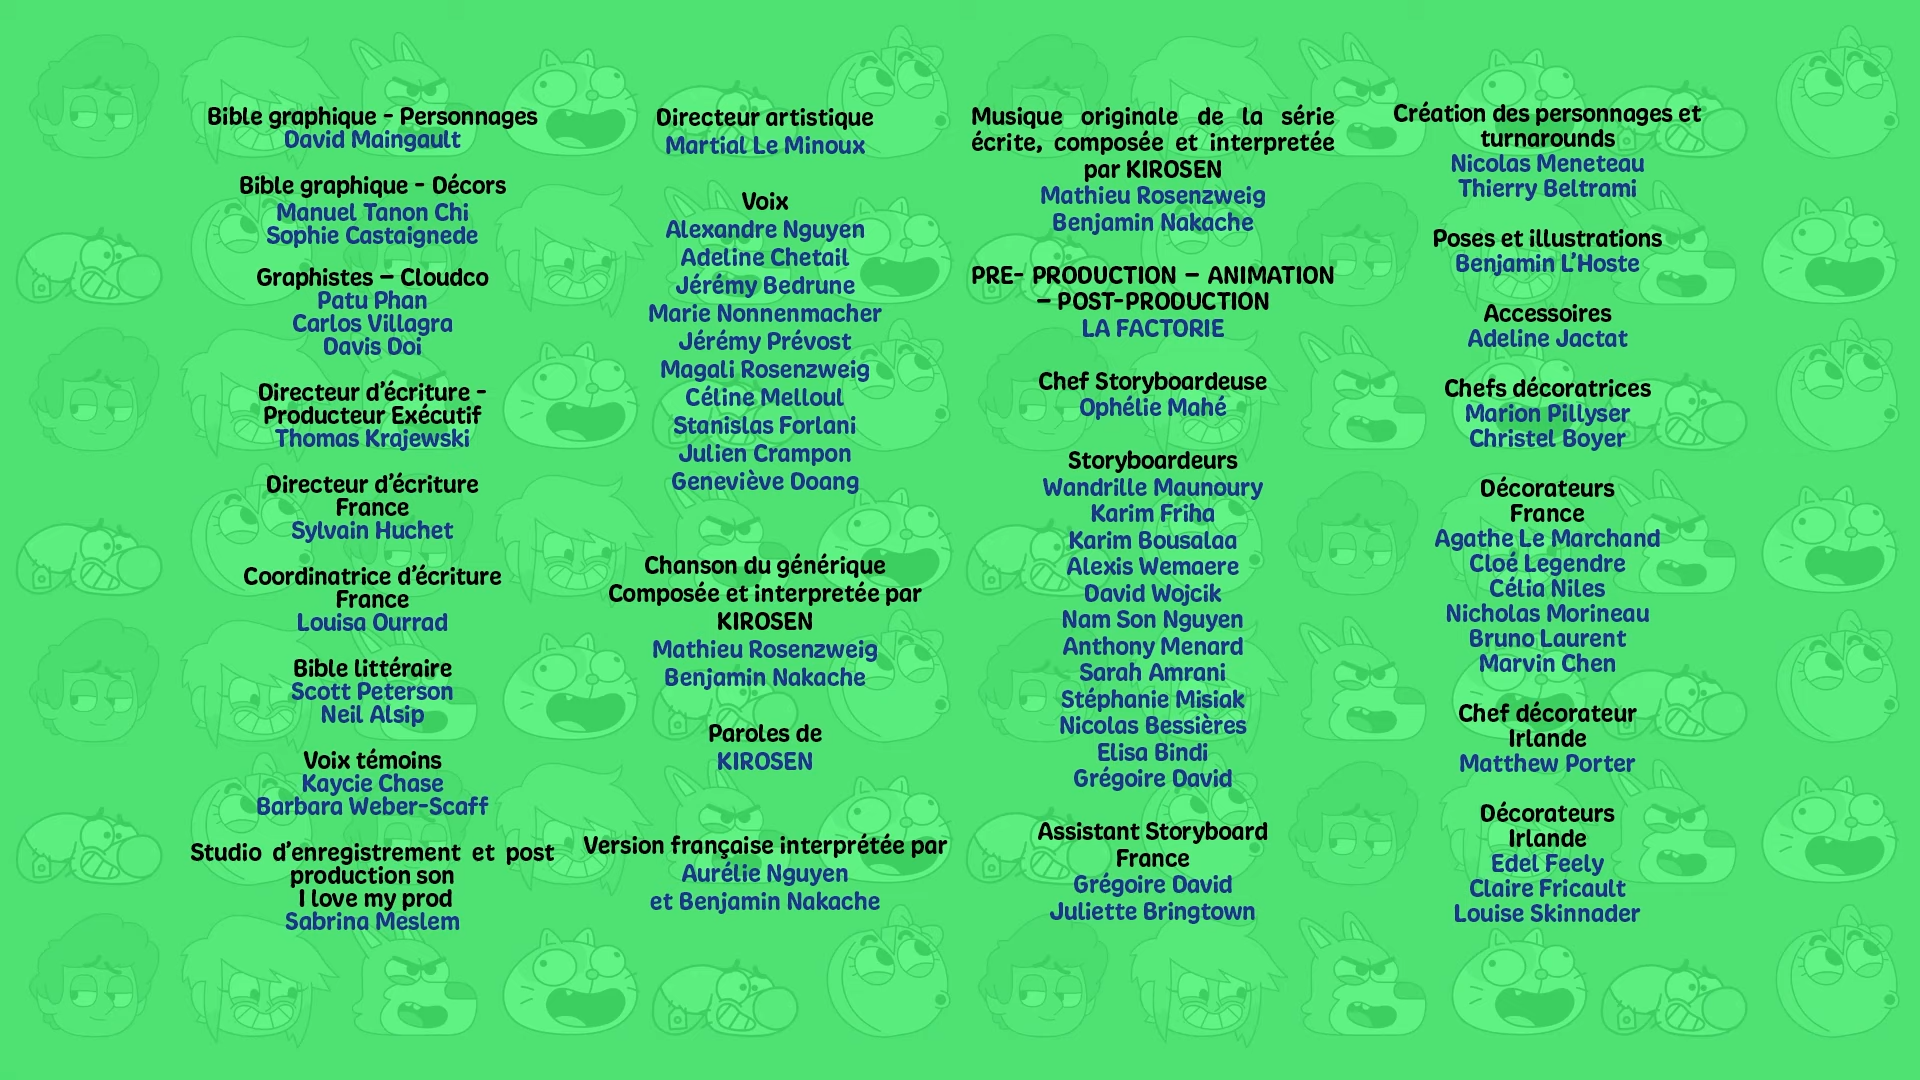 Bible graphique - Personnages
David Maingault
Bible graphique - Décors
Manuel Tanon Chi
Sophie Castaignede
Graphistes – Cloudco
Patu Phan
Carlos Villagra
Davis Doi
Directeur d'écriture -
Producteur Exécutif
Thomas Krajewski
Directeur d'écriture
France
Sylvain Huchet
Coordinatrice d'écriture
France
Louisa Ourrad
Bible littéraire
Scott Peterson
Neil Alsip
Voix témoins
Kaycie Chase
Barbara Weber-Scaff
Studio d'enregistrement et post
production son
I love my prod
Sabrina Meslem
Directeur artistique
Martial Le Minoux
Voix
Alexandre Nguyen
Adeline Chetail
Jérémy Bedrune
Marie Nonnenmacher
Jérémy Prévost
Magali Rosenzweig
Céline Melloul
Stanislas Forlani
Julien Crampon
Geneviève Doang
Chanson du générique
Composée et interpretée par
KIROSEN
Mathieu Rosenzweig
Benjamin Nakache
Paroles de
KIROSEN
Version française interprétée par
Aurélie Nguyen
et Benjamin Nakache
Musique originale de la série
écrite, composée et interpretée
par KIROSEN
Mathieu Rosenzweig
Benjamin Nakache
PRE- PRODUCTION – ANIMATION
– POST-PRODUCTION
LA FACTORIE
Chef Storyboardeuse
Ophélie Mahé
Storyboardeurs
Wandrille Maunoury
Karim Friha
Karim Bousalaa
Alexis Wemaere
David Wojcik
Nam Son Nguyen
Anthony Menard
Sarah Amrani
Stéphanie Misiak
Nicolas Bessières
Elisa Bindi
Grégoire David
Assistant Storyboard
France
Grégoire David
Juliette Bringtown
Création des personnages et
turnarounds
Nicolas Meneteau
Thierry Beltrami
Poses et illustrations
Benjamin L'Hoste
Accessoires
Adeline Jactat
Chefs décoratrices
Marion Pillyser
Christel Boyer
Décorateurs
France
Agathe Le Marchand
Cloé Legendre
Célia Niles
Nicholas Morineau
Bruno Laurent
Marvin Chen
Chef décorateur
Irlande
Matthew Porter
Décorateurs
Irlande
Edel Feely
Claire Fricault
Louise Skinnader